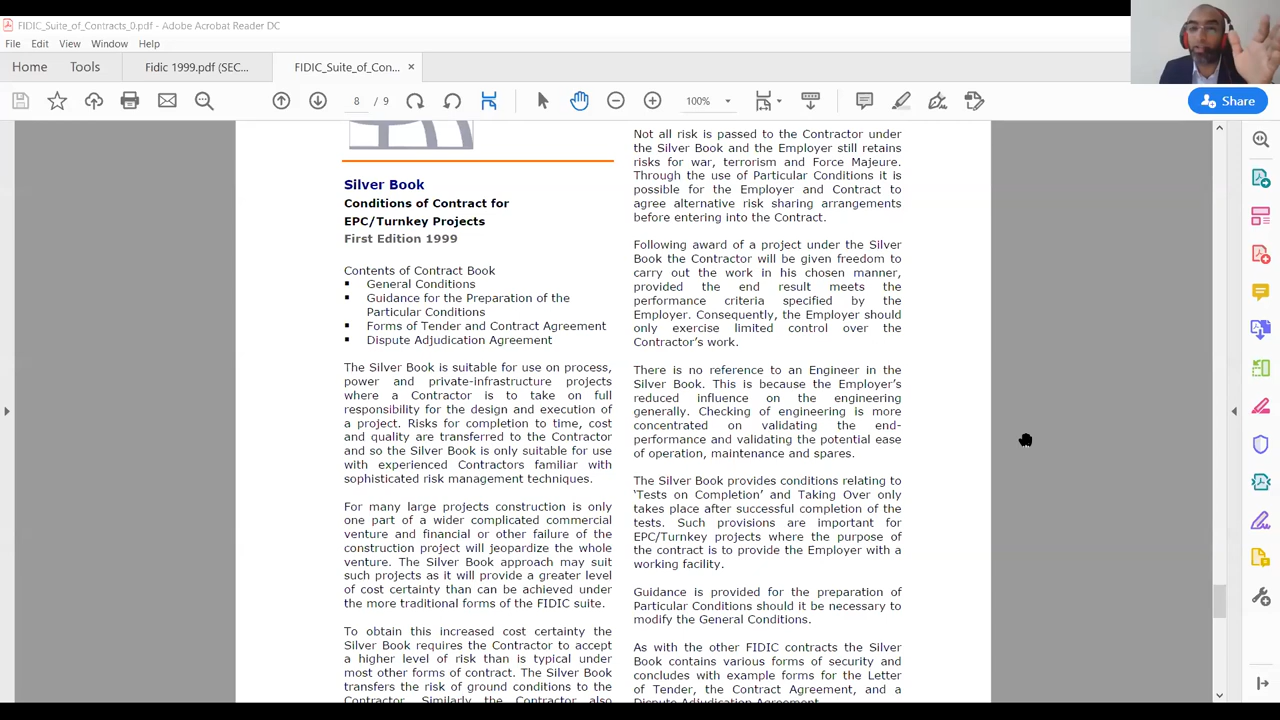 FIDIC_Suite_of_Contracts_0.pdf - Adobe Acrobat Reader DC
File Edit View Window Help
Home Tools Fidic 1999.pdf (SEC... FIDIC_Suite_of_Con... ×
8 / 9 100% Share
Silver Book
Conditions of Contract for
EPC/Turnkey Projects
First Edition 1999
Contents of Contract Book
▪ General Conditions
▪ Guidance for the Preparation of the
Particular Conditions
▪ Forms of Tender and Contract Agreement
▪ Dispute Adjudication Agreement
The Silver Book is suitable for use on process,
power and private-infrastructure projects
where a Contractor is to take on full
responsibility for the design and execution of
a project. Risks for completion to time, cost
and quality are transferred to the Contractor
and so the Silver Book is only suitable for use
with experienced Contractors familiar with
sophisticated risk management techniques.
For many large projects construction is only
one part of a wider complicated commercial
venture and financial or other failure of the
construction project will jeopardize the whole
venture. The Silver Book approach may suit
such projects as it will provide a greater level
of cost certainty than can be achieved under
the more traditional forms of the FIDIC suite.
To obtain this increased cost certainty the
Silver Book requires the Contractor to accept
a higher level of risk than is typical under
most other forms of contract. The Silver Book
transfers the risk of ground conditions to the
Contractor. Similarly the Contractor also
Not all risk is passed to the Contractor under
the Silver Book and the Employer still retains
risks for war, terrorism and Force Majeure.
Through the use of Particular Conditions it is
possible for the Employer and Contract to
agree alternative risk sharing arrangements
before entering into the Contract.
Following award of a project under the Silver
Book the Contractor will be given freedom to
carry out the work in his chosen manner,
provided the end result meets the
performance criteria specified by the
Employer. Consequently, the Employer should
only exercise limited control over the
Contractor's work.
There is no reference to an Engineer in the
Silver Book. This is because the Employer's
reduced influence on the engineering
generally. Checking of engineering is more
concentrated on validating the end-
performance and validating the potential ease
of operation, maintenance and spares.
The Silver Book provides conditions relating to
‘Tests on Completion’ and Taking Over only
takes place after successful completion of the
tests. Such provisions are important for
EPC/Turnkey projects where the purpose of
the contract is to provide the Employer with a
working facility.
Guidance is provided for the preparation of
Particular Conditions should it be necessary to
modify the General Conditions.
As with the other FIDIC contracts the Silver
Book contains various forms of security and
concludes with example forms for the Letter
of Tender, the Contract Agreement, and a
Dispute Adjudication Agreement.